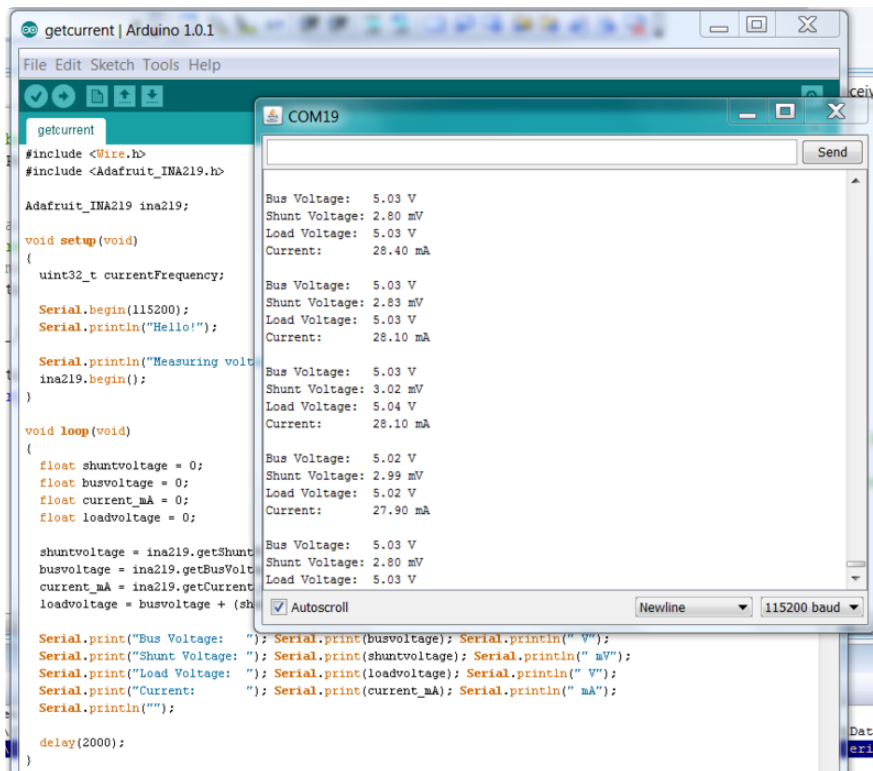 getcurrent | Arduino 1.0.1
File Edit Sketch Tools Help
getcurrent
#include <Wire.h>
#include <Adafruit_INA219.h>
Adafruit_INA219 ina219;
void setup(void)
{
uint32_t currentFrequency;
Serial.begin(115200);
Serial.println("Hello!");
Serial.println("Measuring volt
ina219.begin();
}
void loop(void)
{
float shuntvoltage = 0;
float busvoltage = 0;
float current_mA = 0;
float loadvoltage = 0;
shuntvoltage = ina219.getShunt
busvoltage = ina219.getBusVolt
current_mA = ina219.getCurrent
loadvoltage = busvoltage + (sh
Serial.print("Bus Voltage:   "); Serial.print(busvoltage); Serial.println(" V");
Serial.print("Shunt Voltage: "); Serial.print(shuntvoltage); Serial.println(" mV");
Serial.print("Load Voltage:  "); Serial.print(loadvoltage); Serial.println(" V");
Serial.print("Current:       "); Serial.print(current_mA); Serial.println(" mA");
Serial.println("");
delay(2000);
}
COM19
Send
Bus Voltage:   5.03 V
Shunt Voltage: 2.80 mV
Load Voltage:  5.03 V
Current:       28.40 mA
Bus Voltage:   5.03 V
Shunt Voltage: 2.83 mV
Load Voltage:  5.03 V
Current:       28.10 mA
Bus Voltage:   5.03 V
Shunt Voltage: 3.02 mV
Load Voltage:  5.04 V
Current:       28.10 mA
Bus Voltage:   5.02 V
Shunt Voltage: 2.99 mV
Load Voltage:  5.02 V
Current:       27.90 mA
Bus Voltage:   5.03 V
Shunt Voltage: 2.80 mV
Load Voltage:  5.03 V
Autoscroll
Newline
115200 baud
ceiv
Dat
eri